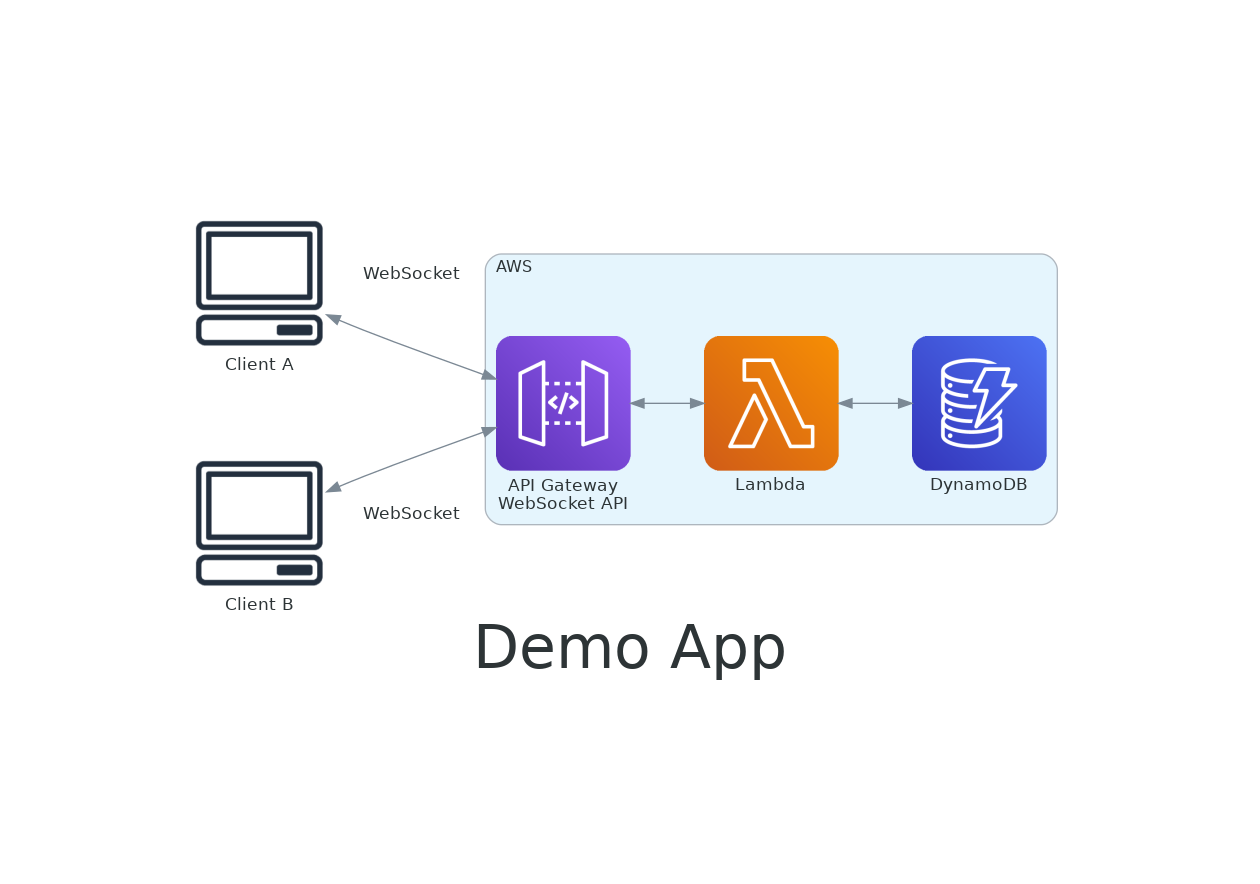 WebSocket
AWS
Client A
</>
API Gateway
WebSocket API
Lambda
DynamoDB
WebSocket
Client B
Demo App